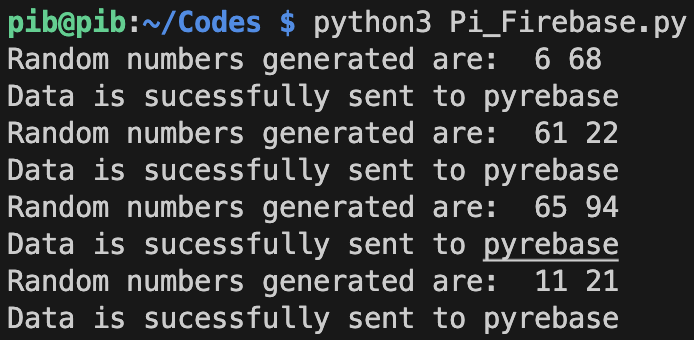 pib@pib:~/Codes $ python3 Pi_Firebase.py
Random numbers generated are:  6 68
Data is sucessfully sent to pyrebase
Random numbers generated are:  61 22
Data is sucessfully sent to pyrebase
Random numbers generated are:  65 94
Data is sucessfully sent to pyrebase
Random numbers generated are:  11 21
Data is sucessfully sent to pyrebase